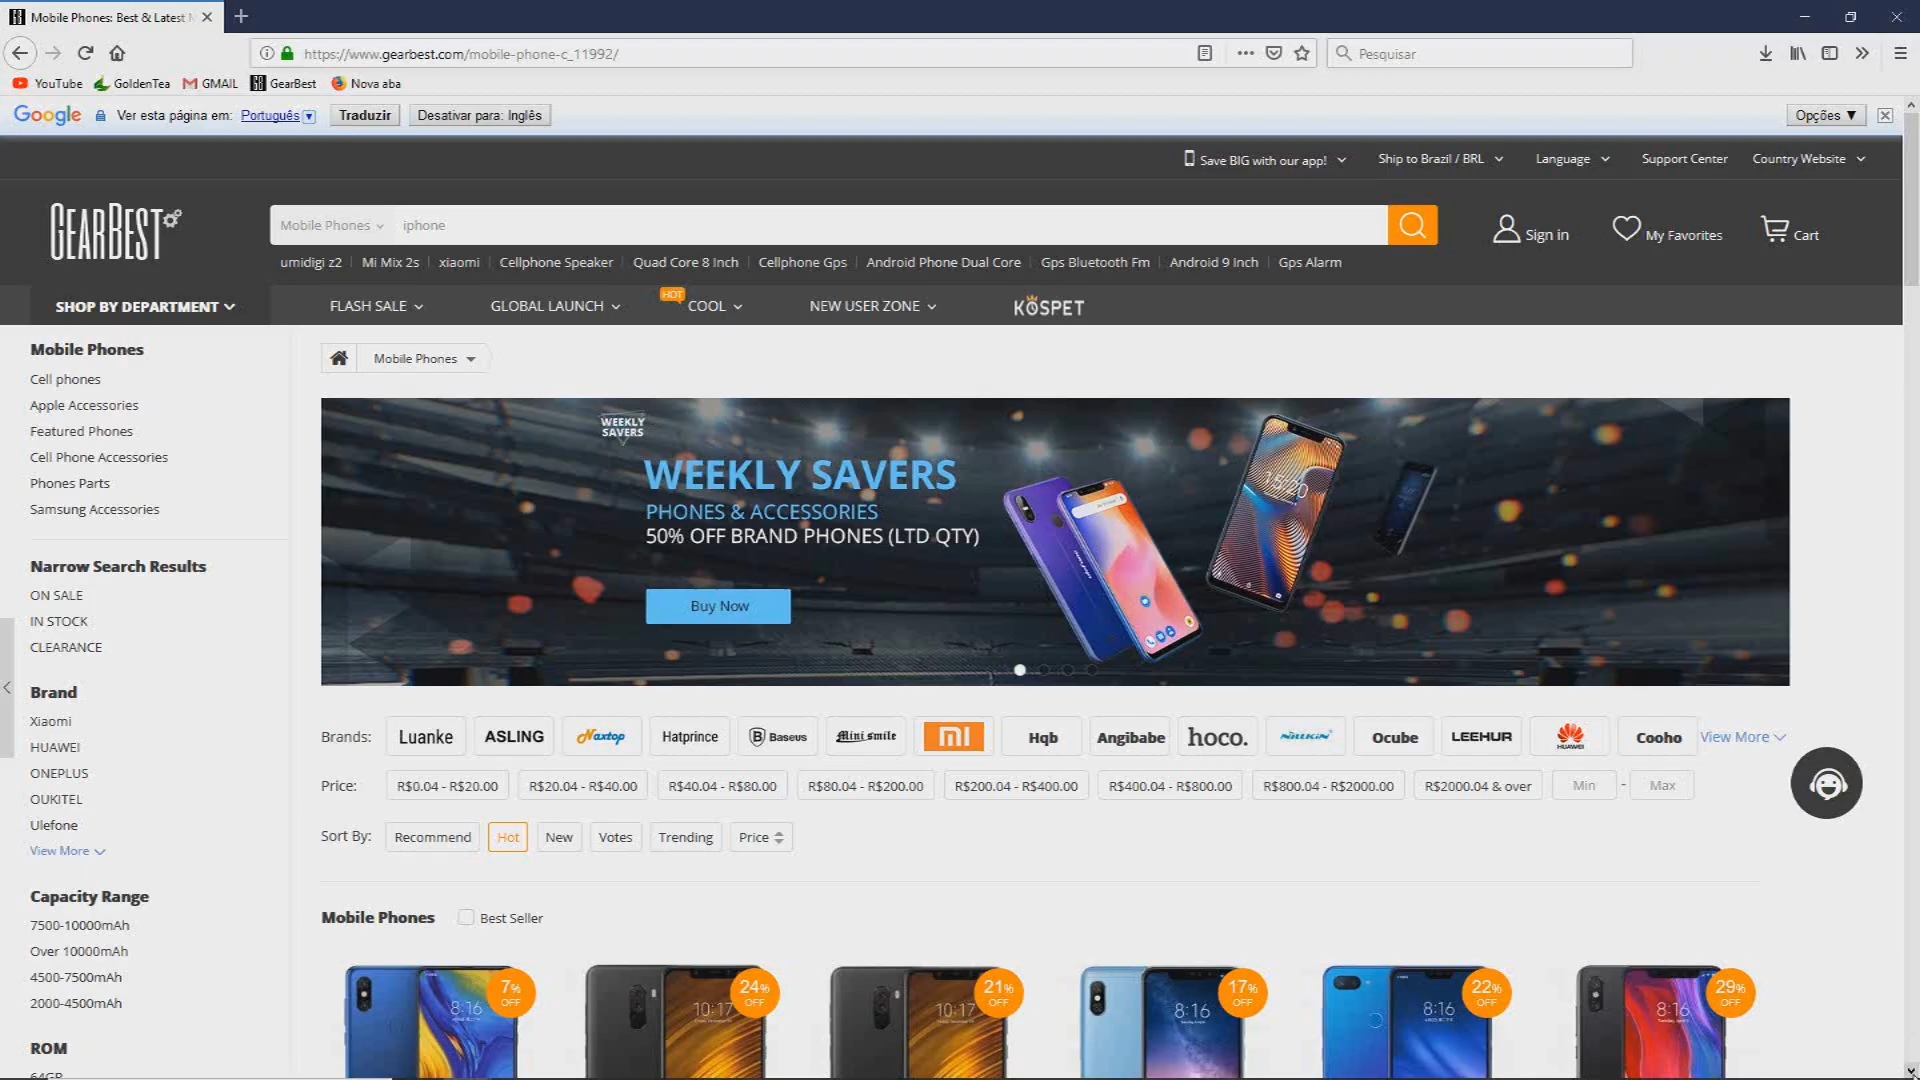 Mobile Phones: Best & Latest
https://www.gearbest.com/mobile-phone-c_11992/
Pesquisar
YouTube GoldenTea GMAIL GearBest Nova aba
Google Ver esta página em: Português Traduzir Desativar para: Inglês Opções ▼
Save BIG with our app! Ship to Brazil / BRL Language Support Center Country Website
GEARBEST
Mobile Phones iphone
Sign in My Favorites Cart
umidigi z2 Mi Mix 2s xiaomi Cellphone Speaker Quad Core 8 Inch Cellphone Gps Android Phone Dual Core Gps Bluetooth Fm Android 9 Inch Gps Alarm
SHOP BY DEPARTMENT FLASH SALE GLOBAL LAUNCH HOT COOL NEW USER ZONE KOSPET
Mobile Phones
Cell phones
Apple Accessories
Featured Phones
Cell Phone Accessories
Phones Parts
Samsung Accessories
Narrow Search Results
ON SALE
IN STOCK
CLEARANCE
Brand
Xiaomi
HUAWEI
ONEPLUS
OUKITEL
Ulefone
View More
Capacity Range
7500-10000mAh
Over 10000mAh
4500-7500mAh
2000-4500mAh
ROM
64GB
Mobile Phones
WEEKLY
SAVERS
WEEKLY SAVERS
PHONES & ACCESSORIES
50% OFF BRAND PHONES (LTD QTY)
Buy Now
15:20
Brands: Luanke ASLING Naxtop Hatprince Baseus Mini smile MI Hqb Angibabe hoco. NILLKIN Ocube LEEHUR HUAWEI Cooho View More
Price: R$0.04 - R$20.00 R$20.04 - R$40.00 R$40.04 - R$80.00 R$80.04 - R$200.00 R$200.04 - R$400.00 R$400.04 - R$800.00 R$800.04 - R$2000.00 R$2000.04 & over Min - Max
Sort By: Recommend Hot New Votes Trending Price
Mobile Phones Best Seller
7% OFF 24% OFF 21% OFF 17% OFF 22% OFF 29% OFF
8:16 10:17 10:17 8:16 8:16 8:16